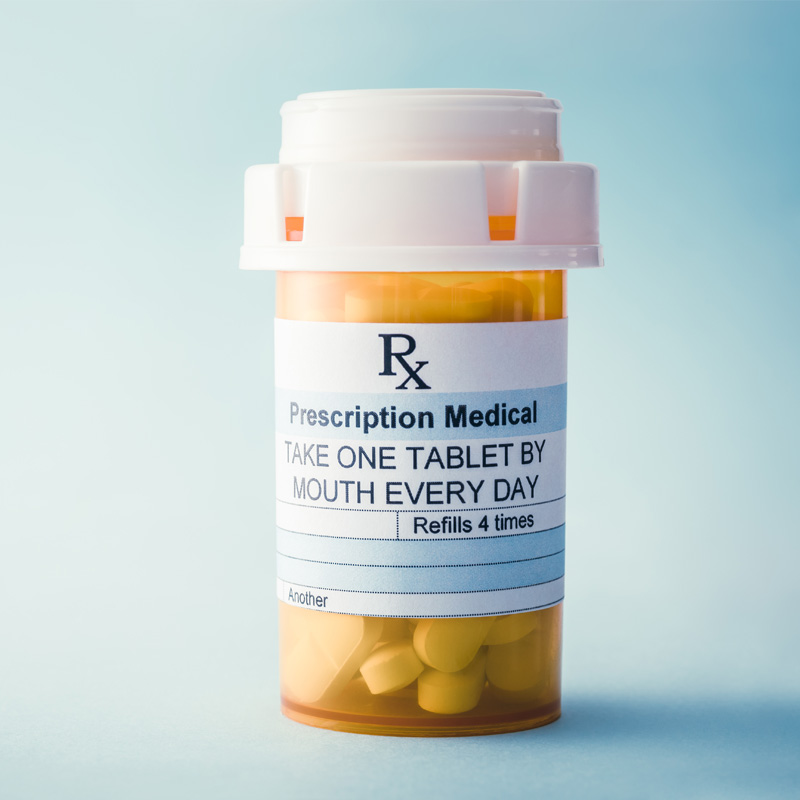 Rx
Prescription Medical
TAKE ONE TABLET BY
MOUTH EVERY DAY
Refills 4 times
Another